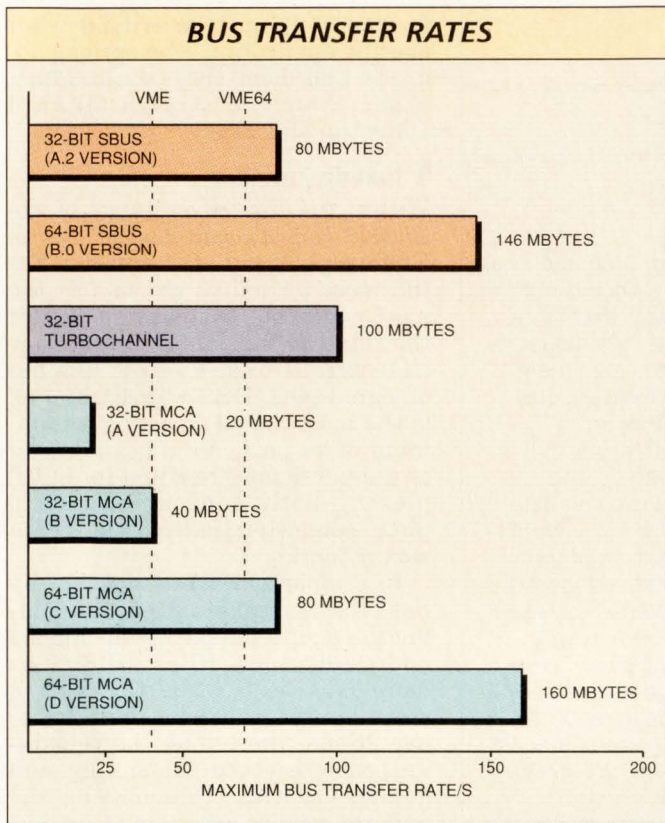 BUS TRANSFER RATES
VME VME64
32-BIT SBUS
(A.2 VERSION)
80 MBYTES
64-BIT SBUS
(B.0 VERSION)
146 MBYTES
32-BIT
TURBOCHANNEL
100 MBYTES
32-BIT MCA
(A VERSION)
20 MBYTES
32-BIT MCA
(B VERSION)
40 MBYTES
64-BIT MCA
(C VERSION)
80 MBYTES
64-BIT MCA
(D VERSION)
160 MBYTES
25 50 100 150 200
MAXIMUM BUS TRANSFER RATE/S